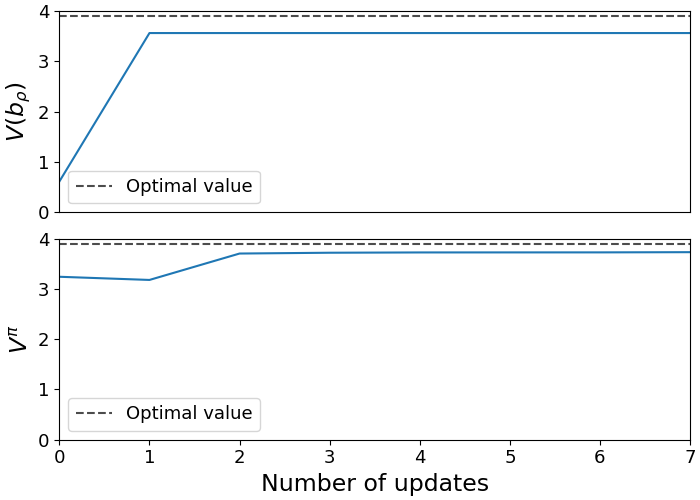 4
3
2
1
0
V(b_ρ)
Optimal value
4
3
2
1
0
V^π
Optimal value
0 1 2 3 4 5 6 7
Number of updates